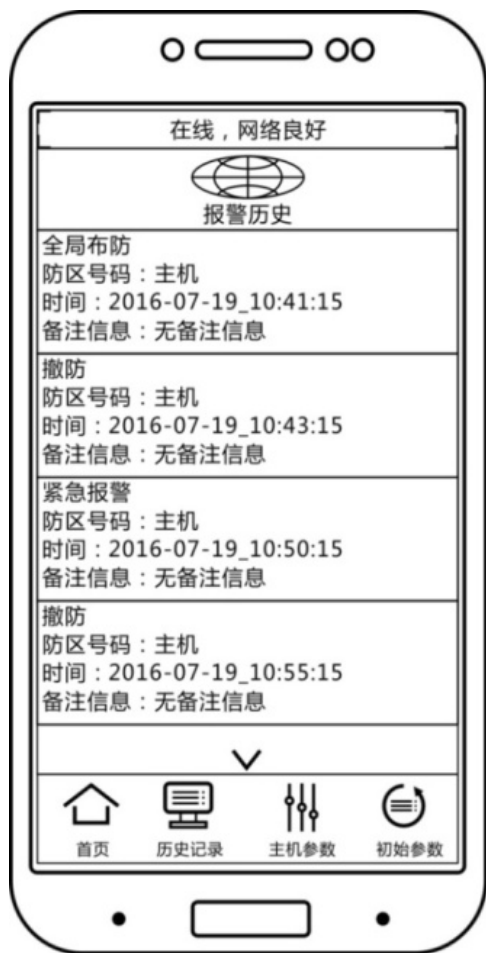 在线，网络良好
报警历史
全局布防
防区号码：主机
时间：2016-07-19_10:41:15
备注信息：无备注信息
撤防
防区号码：主机
时间：2016-07-19_10:43:15
备注信息：无备注信息
紧急报警
防区号码：主机
时间：2016-07-19_10:50:15
备注信息：无备注信息
撤防
防区号码：主机
时间：2016-07-19_10:55:15
备注信息：无备注信息
首页 历史记录 主机参数 初始参数